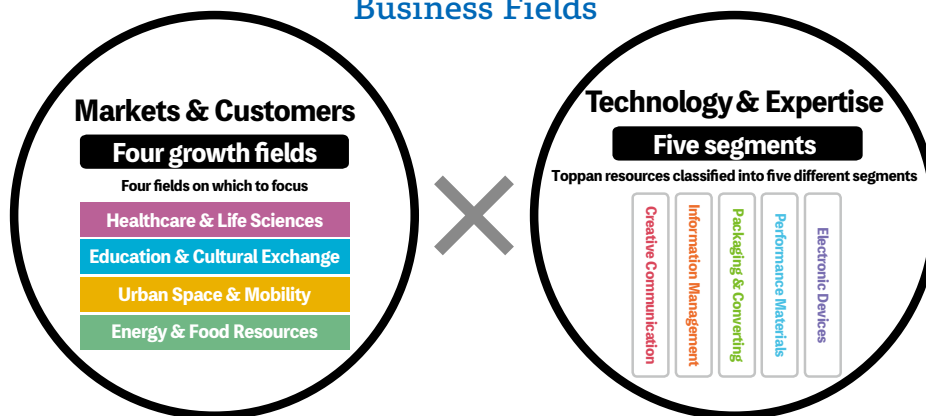 Business Fields
Markets & Customers
Four growth fields
Four fields on which to focus
Healthcare & Life Sciences
Education & Cultural Exchange
Urban Space & Mobility
Energy & Food Resources
Technology & Expertise
Five segments
Toppan resources classified into five different segments
Creative Communication
Information Management
Packaging & Converting
Performance Materials
Electronic Devices